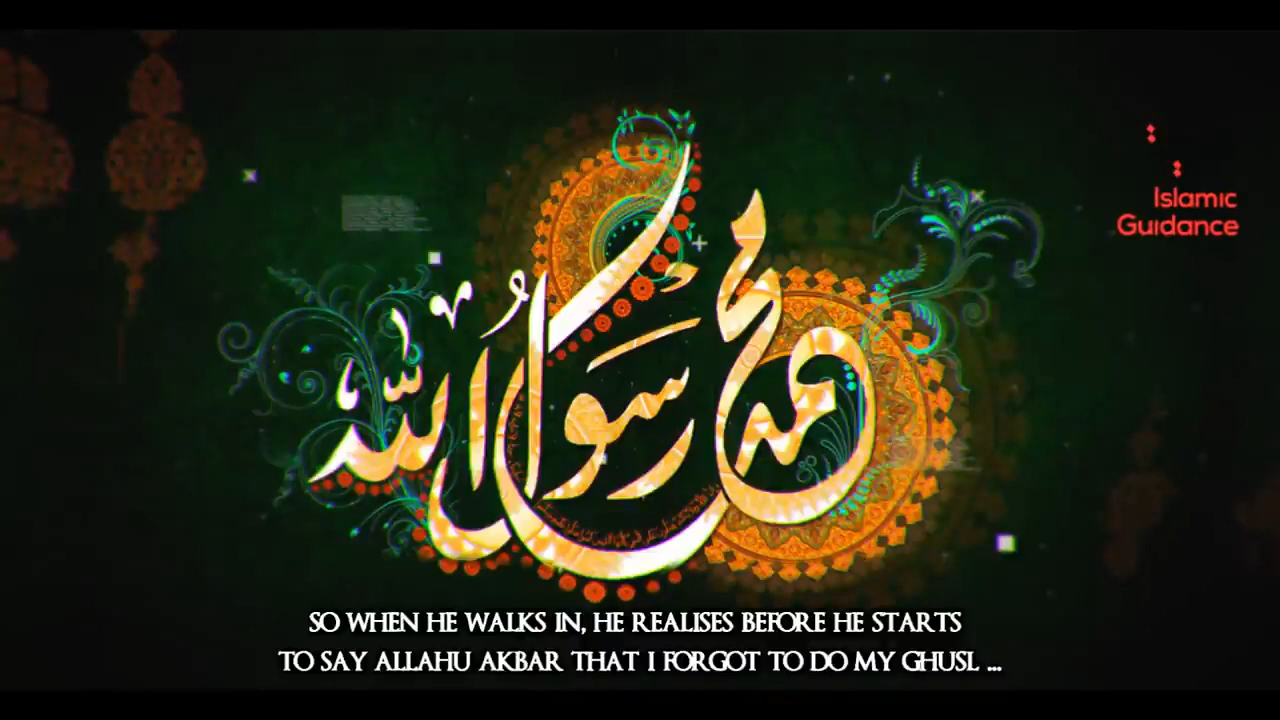 محمد رسول الله
Islamic
Guidance
SO WHEN HE WALKS IN, HE REALISES BEFORE HE STARTS
TO SAY ALLAHU AKBAR THAT I FORGOT TO DO MY GHUSL ...